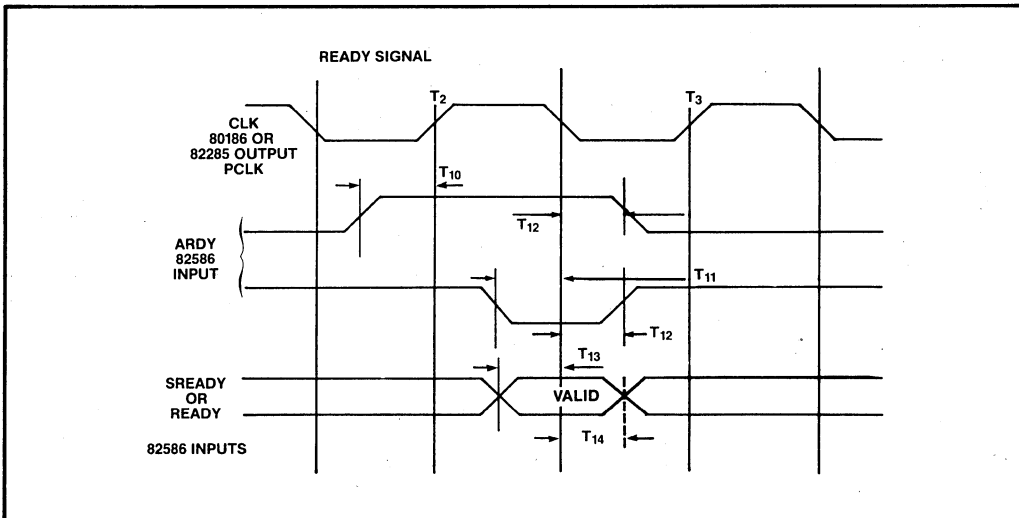 READY SIGNAL
T2
T3
CLK
80186 OR
82285 OUTPUT
PCLK
T10
T12
ARDY
82586
INPUT
T11
T12
T13
SREADY
OR
READY
VALID
T14
82586 INPUTS